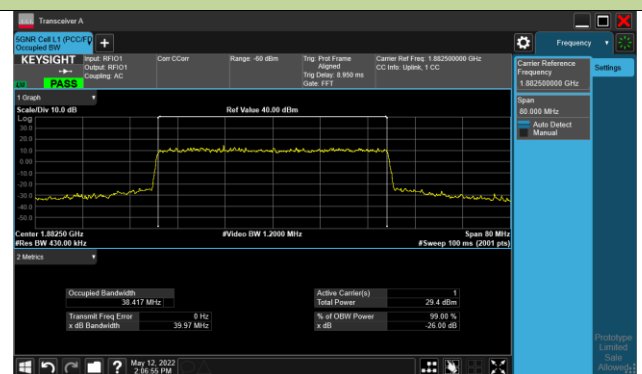 Transceiver A
5GNR Cell L1 (PCC/FD
Occupied BW
Frequency
KEYSIGHT
Input: RFIO1
Output: RFIO1
Coupling: AC
Corr CCorr
Range: -60 dBm
Trig: Prst Frame
Aligned
Trig Delay: 8.950 ms
Gate: FFT
Carrier Ref Freq: 1.882500000 GHz
CC Info: Uplink, 1 CC
PASS
Carrier Reference
Frequency
1.882500000 GHz
Settings
Span
80.000 MHz
Auto Detect
Manual
1 Graph
Scale/Div 10.0 dB
Ref Value 40.00 dBm
Log
30.0
20.0
10.0
0.00
-10.0
-20.0
-30.0
-40.0
-50.0
Center 1.88250 GHz
#Video BW 1.2000 MHz
Span 80 MHz
#Res BW 430.00 kHz
#Sweep 100 ms (2001 pts)
2 Metrics
Occupied Bandwidth
38.417 MHz
Active Carrier(s) 1
Total Power 29.4 dBm
Transmit Freq Error 0 Hz
x dB Bandwidth 39.97 MHz
% of OBW Power 99.00 %
x dB -26.00 dB
Prototype
Limited
Sale
Allowed
?
May 12, 2022
2:06:55 PM